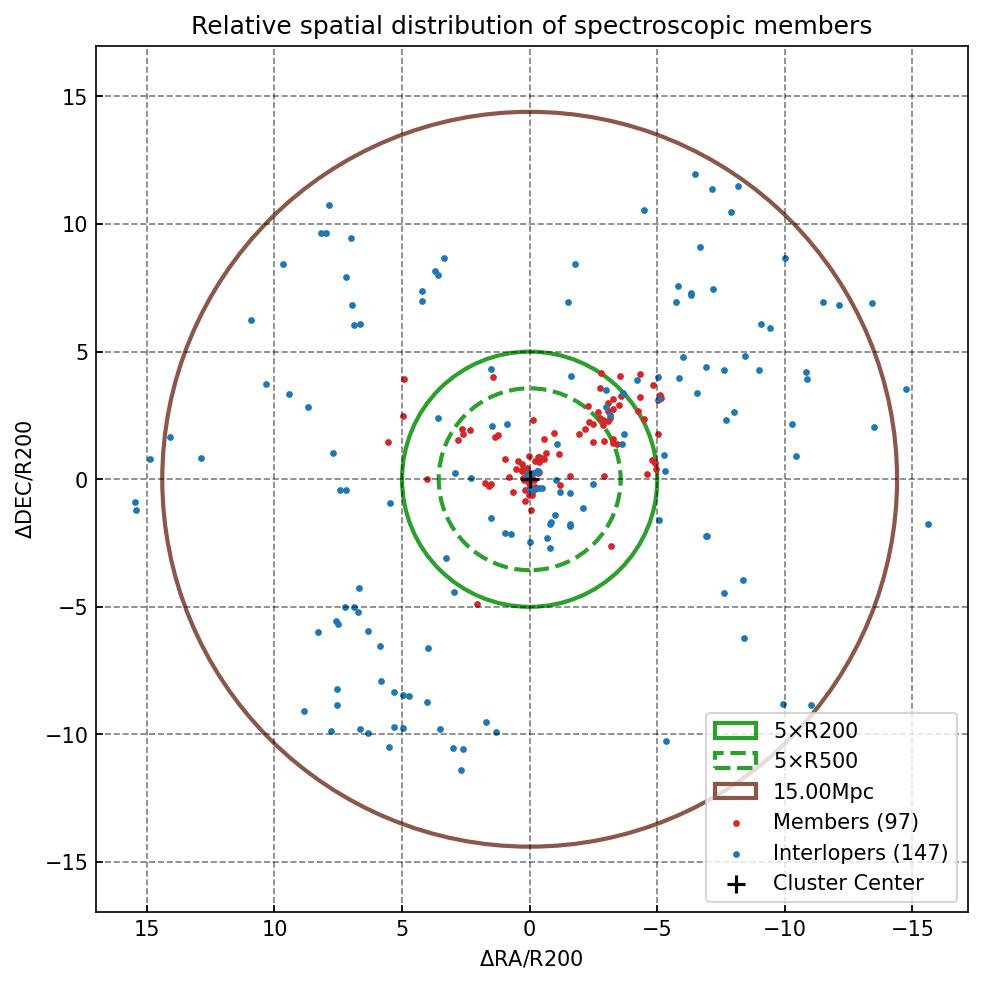 Relative spatial distribution of spectroscopic members
15
10
5
0
−5
−10
−15
ΔDEC/R200
15
10
5
0
−5
−10
−15
ΔRA/R200
5×R200
5×R500
15.00Mpc
Members (97)
Interlopers (147)
Cluster Center